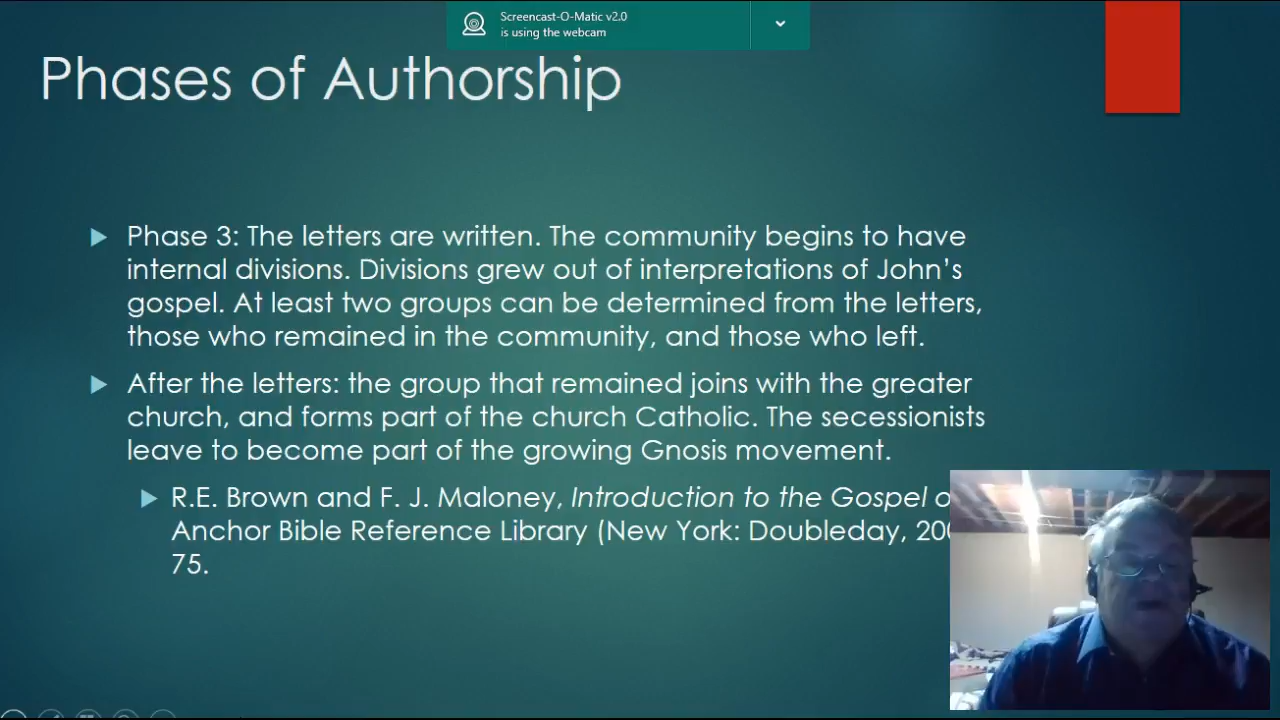 Screencast-O-Matic v2.0
is using the webcam
Phases of Authorship
Phase 3: The letters are written. The community begins to have
internal divisions. Divisions grew out of interpretations of John’s
gospel. At least two groups can be determined from the letters,
those who remained in the community, and those who left.
After the letters: the group that remained joins with the greater
church, and forms part of the church Catholic. The secessionists
leave to become part of the growing Gnosis movement.
R.E. Brown and F. J. Maloney, Introduction to the Gospel
Anchor Bible Reference Library (New York: Doubleday,
75.